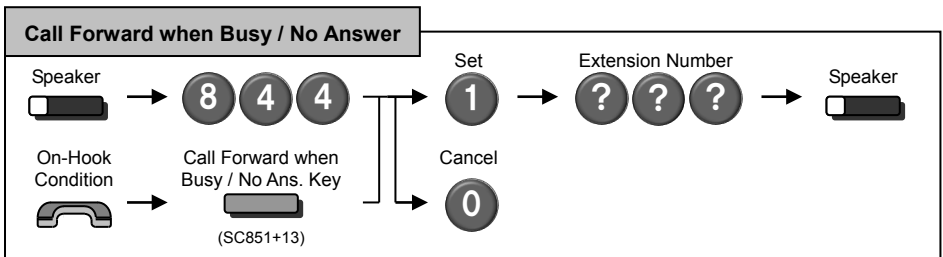 Call Forward when Busy / No Answer
Speaker
8 4 4
Set
1
Extension Number
? ? ?
Speaker
On-Hook
Condition
Call Forward when
Busy / No Ans. Key
(SC851+13)
Cancel
0